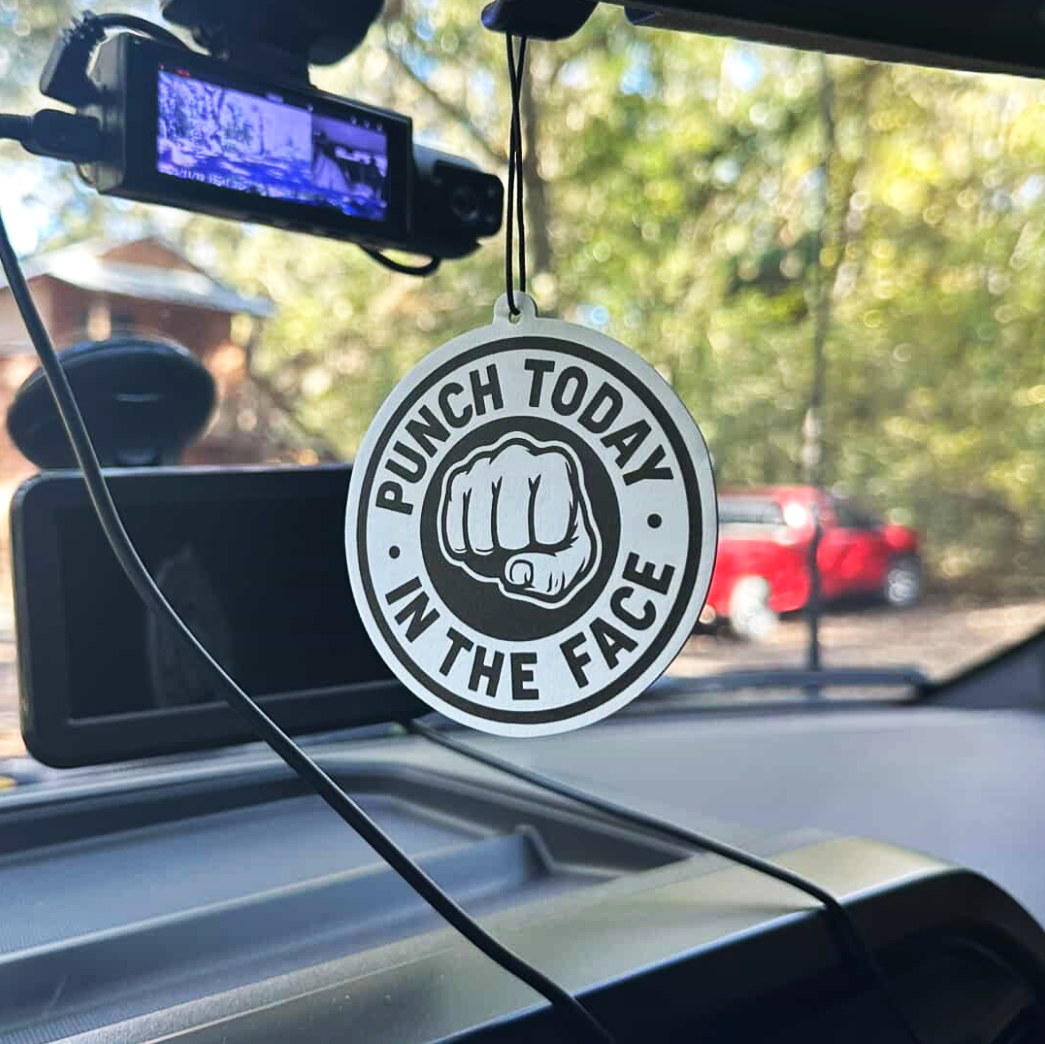 PUNCH TODAY
IN THE FACE